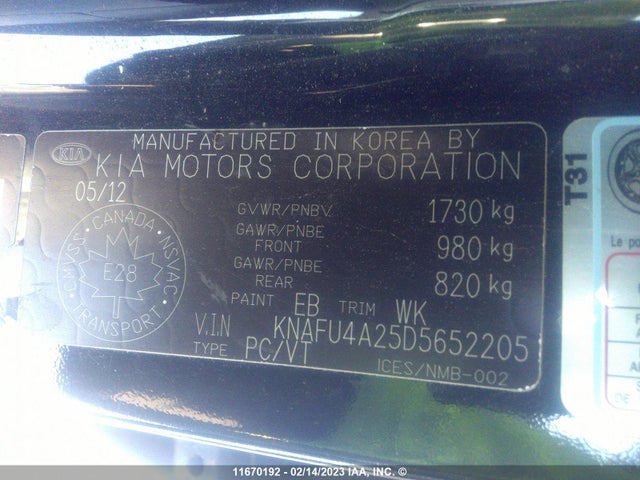 KIA
MANUFACTURED IN KOREA BY
KIA MOTORS CORPORATION
05/12
GVWR/PNBV 1730 kg
GAWR/PNBE FRONT 980 kg
GAWR/PNBE REAR 820 kg
PAINT EB TRIM WK
V.I.N KNAFU4A25D5652205
TYPE PC/VT
ICES/NMB-002
CANADA
CMVSS NSVAC
E28
TRANSPORT
T31
Le po
11670192 - 02/14/2023 IAA, INC. ©